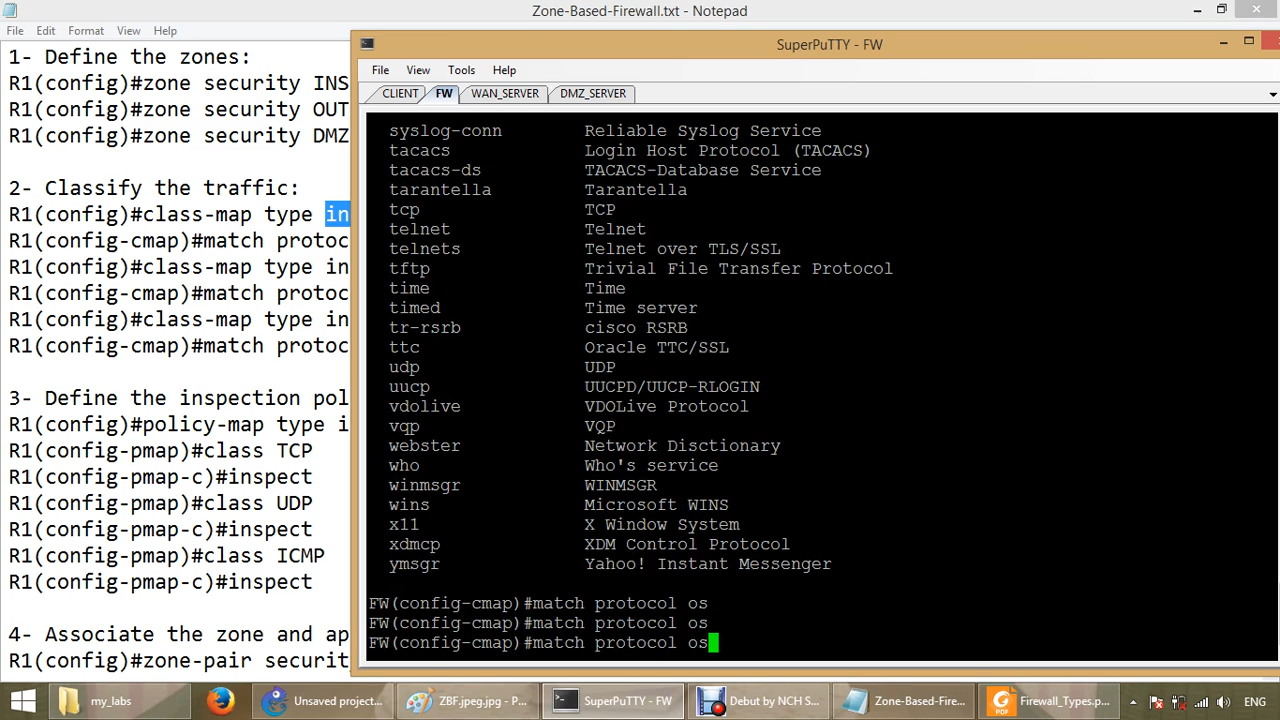 Zone-Based-Firewall.txt - Notepad
File Edit Format View Help
1- Define the zones:
R1(config)#zone security INS
R1(config)#zone security OUT
R1(config)#zone security DMZ
2- Classify the traffic:
R1(config)#class-map type in
R1(config-cmap)#match protoc
R1(config)#class-map type in
R1(config-cmap)#match protoc
R1(config)#class-map type in
R1(config-cmap)#match protoc
3- Define the inspection pol
R1(config)#policy-map type i
R1(config-pmap)#class TCP
R1(config-pmap-c)#inspect
R1(config-pmap)#class UDP
R1(config-pmap-c)#inspect
R1(config-pmap)#class ICMP
R1(config-pmap-c)#inspect
4- Associate the zone and ap
R1(config)#zone-pair securit
SuperPuTTY - FW
File View Tools Help
CLIENT FW WAN_SERVER DMZ_SERVER
syslog-conn Reliable Syslog Service
tacacs Login Host Protocol (TACACS)
tacacs-ds TACACS-Database Service
tarantella Tarantella
tcp TCP
telnet Telnet
telnets Telnet over TLS/SSL
tftp Trivial File Transfer Protocol
time Time
timed Time server
tr-rsrb cisco RSRB
ttc Oracle TTC/SSL
udp UDP
uucp UUCPD/UUCP-RLOGIN
vdolive VDOLive Protocol
vqp VQP
webster Network Disctionary
who Who's service
winmsgr WINMSGR
wins Microsoft WINS
x11 X Window System
xdmcp XDM Control Protocol
ymsgr Yahoo! Instant Messenger
FW(config-cmap)#match protocol os
FW(config-cmap)#match protocol os
FW(config-cmap)#match protocol os
my_labs Unsaved project... ZBF.jpeg.jpg - P... SuperPuTTY - FW Debut by NCH S... Zone-Based-Fire... Firewall_Types.p... ENG